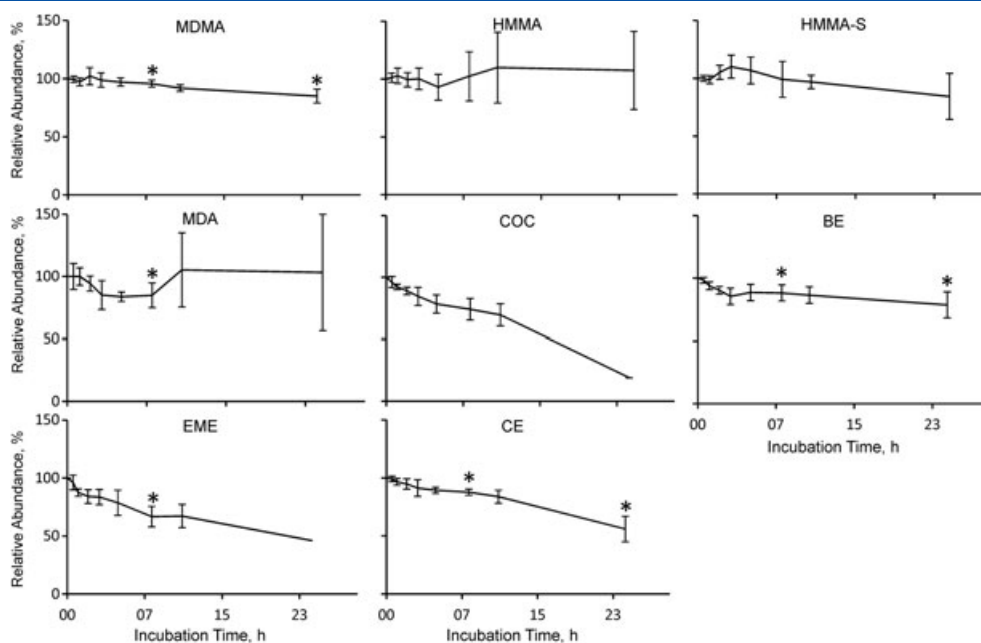 MDMA
HMMA
HMMA-S
Relative Abundance, %
150
100
50
0
*
*
MDA
COC
BE
Relative Abundance, %
150
100
50
0
*
*
*
00
07
15
23
Incubation Time, h
EME
CE
Relative Abundance, %
150
100
50
0
*
*
*
00
07
15
23
00
07
15
23
Incubation Time, h
Incubation Time, h